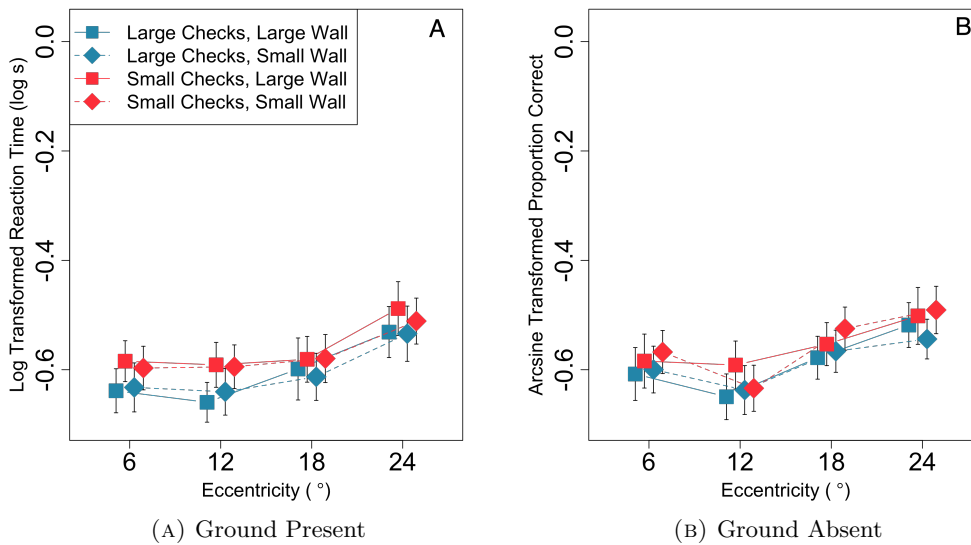 A
Large Checks, Large Wall
Large Checks, Small Wall
Small Checks, Large Wall
Small Checks, Small Wall
Log Transformed Reaction Time (log s)
0.0
-0.2
-0.4
-0.6
6 12 18 24
Eccentricity ( °)
(A) Ground Present
B
Arcsine Transformed Proportion Correct
0.0
-0.2
-0.4
-0.6
6 12 18 24
Eccentricity ( °)
(B) Ground Absent